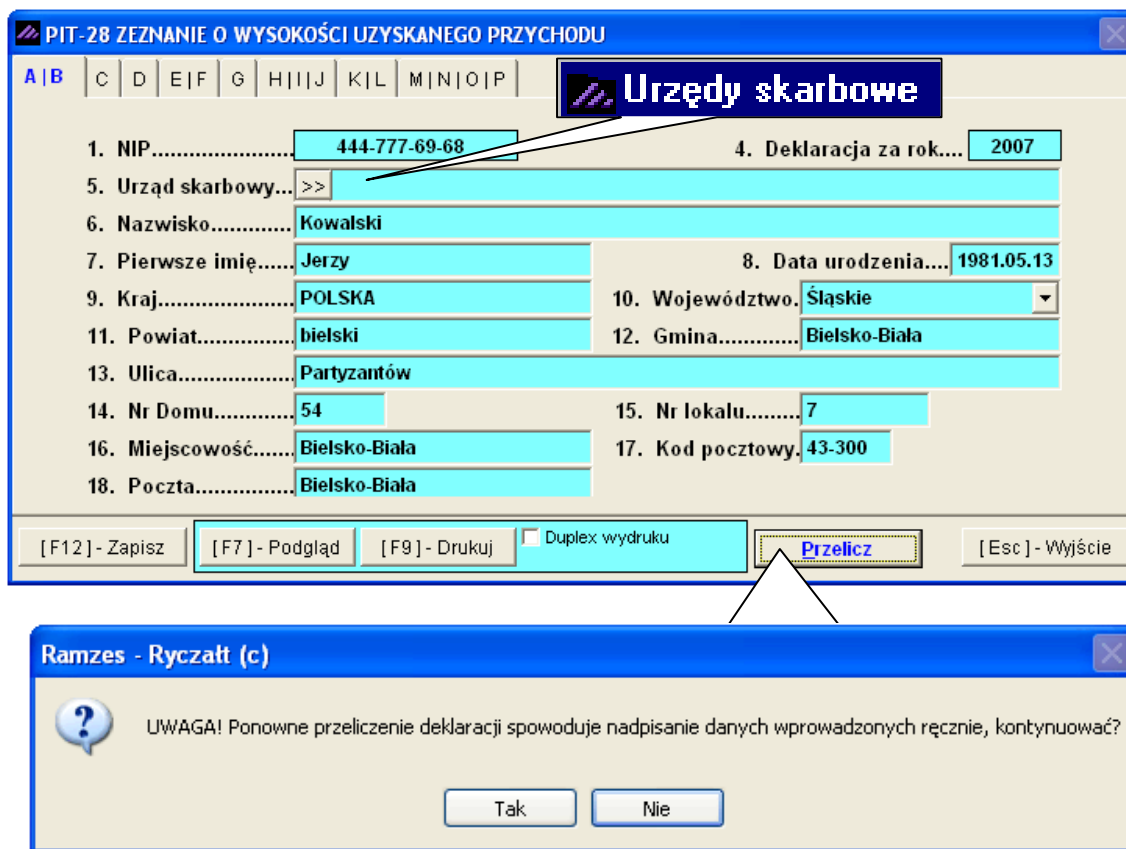 PIT-28 ZEZNANIE O WYSOKOŚCI UZYSKANEGO PRZYCHODU
A|B C D E|F G H|I|J K|L M|N|O|P
Urzędy skarbowe
1. NIP..................... 444-777-69-68 4. Deklaracja za rok.... 2007
5. Urząd skarbowy... >>
6. Nazwisko............. Kowalski
7. Pierwsze imię...... Jerzy 8. Data urodzenia.... 1981.05.13
9. Kraj.................... POLSKA 10. Województwo. Śląskie
11. Powiat................ bielski 12. Gmina............. Bielsko-Biała
13. Ulica................... Partyzantów
14. Nr Domu............. 54 15. Nr lokalu......... 7
16. Miejscowość....... Bielsko-Biała 17. Kod pocztowy. 43-300
18. Poczta................ Bielsko-Biała
[F12] - Zapisz [F7] - Podgląd [F9] - Drukuj Duplex wydruku Przelicz [Esc] - Wyjście
Ramzes - Ryczałt (c)
UWAGA! Ponowne przeliczenie deklaracji spowoduje nadpisanie danych wprowadzonych ręcznie, kontynuować?
Tak Nie